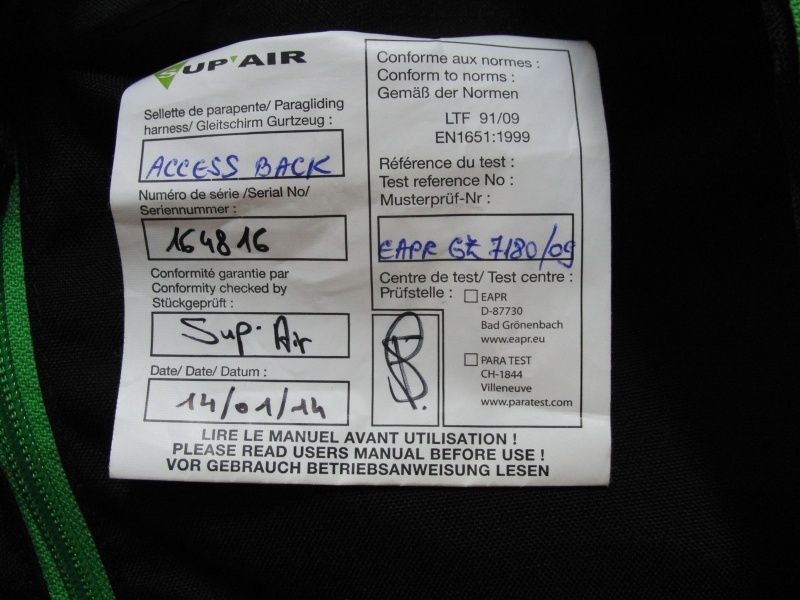 SUP'AIR
Sellette de parapente/ Paragliding
harness/ Gleitschirm Gurtzeug :
ACCESS BACK
Numéro de série /Serial No/
Seriennummer :
164816
Conformité garantie par
Conformity checked by
Stückgeprüft :
Sup'Air
Date/ Date/ Datum :
14/01/14
Conforme aux normes :
Conform to norms :
Gemäß der Normen
LTF 91/09
EN1651:1999
Référence du test :
Test reference No :
Musterprüf-Nr :
EAPR GZ 7180/09
Centre de test/ Test centre :
Prüfstelle :
EAPR
D-87730
Bad Grönenbach
www.eapr.eu
PARA TEST
CH-1844
Villeneuve
www.paratest.com
LIRE LE MANUEL AVANT UTILISATION !
PLEASE READ USERS MANUAL BEFORE USE !
VOR GEBRAUCH BETRIEBSANWEISUNG LESEN